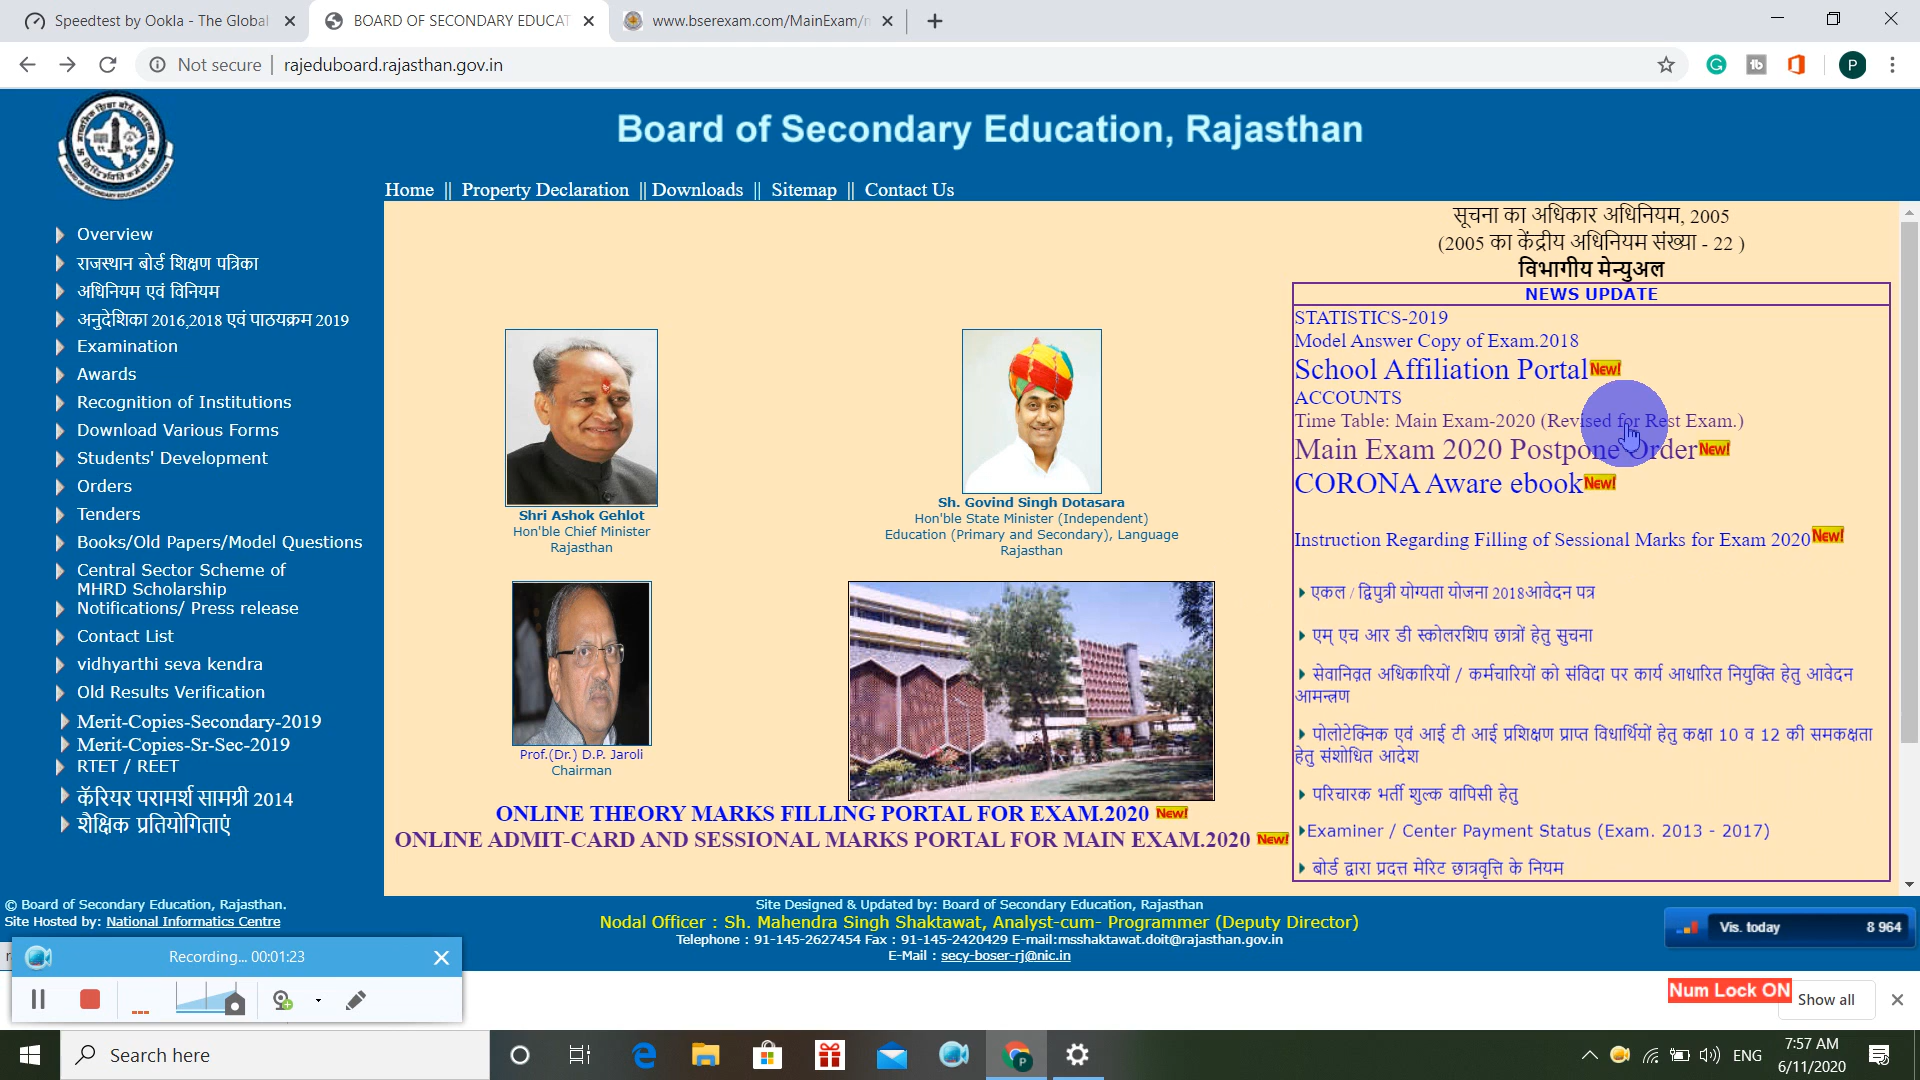 Speedtest by Ookla - The Global
BOARD OF SECONDARY EDUCAT
www.bserexam.com/MainExam/
Not secure
rajeduboard.rajasthan.gov.in
P
Board of Secondary Education, Rajasthan
Home || Property Declaration || Downloads || Sitemap || Contact Us
Overview
राजस्थान बोर्ड शिक्षण पत्रिका
अधिनियम एवं विनियम
अनुदेशिका 2016,2018 एवं पाठयक्रम 2019
Examination
Awards
Recognition of Institutions
Download Various Forms
Students' Development
Orders
Tenders
Books/Old Papers/Model Questions
Central Sector Scheme of
MHRD Scholarship
Notifications/ Press release
Contact List
vidhyarthi seva kendra
Old Results Verification
Merit-Copies-Secondary-2019
Merit-Copies-Sr-Sec-2019
RTET / REET
कॅरियर परामर्श सामग्री 2014
शैक्षिक प्रतियोगिताएं
Shri Ashok Gehlot
Hon'ble Chief Minister
Rajasthan
Sh. Govind Singh Dotasara
Hon'ble State Minister (Independent)
Education (Primary and Secondary), Language
Rajasthan
Prof.(Dr.) D.P. Jaroli
Chairman
ONLINE THEORY MARKS FILLING PORTAL FOR EXAM.2020 New!
ONLINE ADMIT-CARD AND SESSIONAL MARKS PORTAL FOR MAIN EXAM.2020 New!
सूचना का अधिकार अधिनियम, 2005
(2005 का केंद्रीय अधिनियम संख्या - 22 )
विभागीय मेन्युअल
NEWS UPDATE
STATISTICS-2019
Model Answer Copy of Exam.2018
School Affiliation Portal New!
ACCOUNTS
Time Table: Main Exam-2020 (Revised for Rest Exam.)
Main Exam 2020 Postpone Order New!
CORONA Aware ebook New!
Instruction Regarding Filling of Sessional Marks for Exam 2020 New!
एकल / द्विपुत्री योग्यता योजना 2018आवेदन पत्र
एम् एच आर डी स्कोलरशिप छात्रों हेतु सुचना
सेवानिव्रत अधिकारियों / कर्मचारियों को संविदा पर कार्य आधारित नियुक्ति हेतु आवेदन
आमन्त्रण
पोलोटेक्निक एवं आई टी आई प्रशिक्षण प्राप्त विधार्थियों हेतु कक्षा 10 व 12 की समकक्षता
हेतु संशोधित आदेश
परिचारक भर्ती शुल्क वापिसी हेतु
Examiner / Center Payment Status (Exam. 2013 - 2017)
बोर्ड द्वारा प्रदत्त मेरिट छात्रवृत्ति के नियम
© Board of Secondary Education, Rajasthan.
Site Hosted by: National Informatics Centre
Site Designed & Updated by: Board of Secondary Education, Rajasthan
Nodal Officer : Sh. Mahendra Singh Shaktawat, Analyst-cum- Programmer (Deputy Director)
Telephone : 91-145-2627454 Fax : 91-145-2420429 E-mail:msshaktawat.doit@rajasthan.gov.in
E-Mail : secy-boser-rj@nic.in
Vis. today 8 964
Recording... 00:01:23
Num Lock ON
Show all
Search here
ENG
7:57 AM
6/11/2020